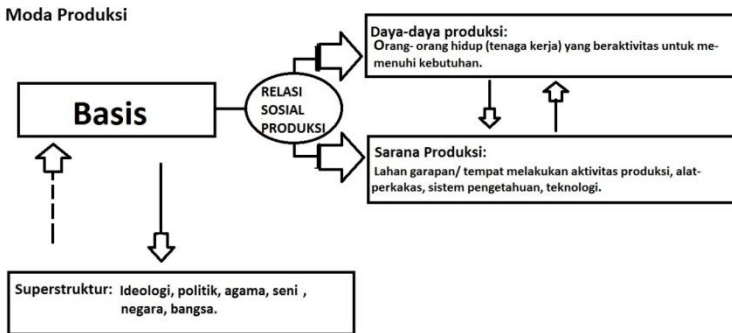 Moda Produksi
Daya-daya produksi:
Orang- orang hidup (tenaga kerja) yang beraktivitas untuk me-
menuhi kebutuhan.
Basis
RELASI
SOSIAL
PRODUKSI
Sarana Produksi:
Lahan garapan/ tempat melakukan aktivitas produksi, alat-
perkakas, sistem pengetahuan, teknologi.
Superstruktur: Ideologi, politik, agama, seni ,
negara, bangsa.